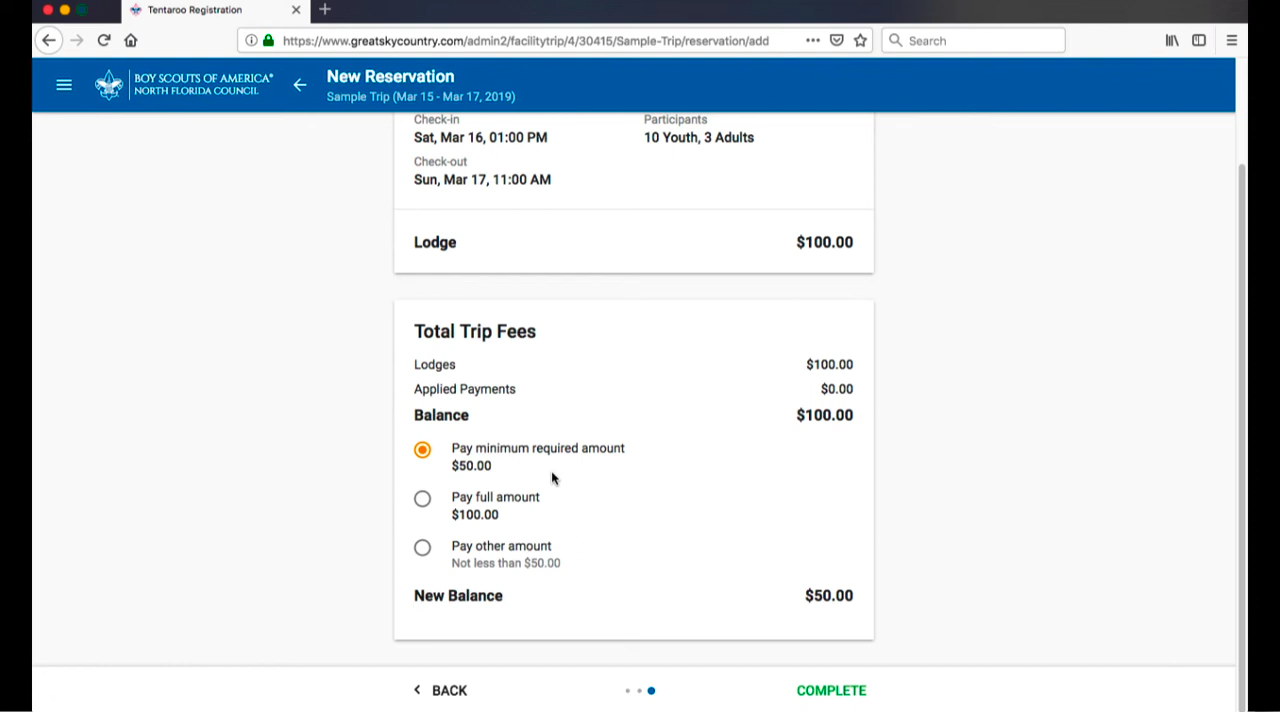 Tentaroo Registration
https://www.greatskycountry.com/admin2/facilitytrip/4/30415/Sample-Trip/reservation/add
Search
BOY SCOUTS OF AMERICA®
NORTH FLORIDA COUNCIL
New Reservation
Sample Trip (Mar 15 - Mar 17, 2019)
Check-in
Participants
Sat, Mar 16, 01:00 PM
10 Youth, 3 Adults
Check-out
Sun, Mar 17, 11:00 AM
Lodge $100.00
Total Trip Fees
Lodges $100.00
Applied Payments $0.00
Balance $100.00
Pay minimum required amount
$50.00
Pay full amount
$100.00
Pay other amount
Not less than $50.00
New Balance $50.00
BACK
COMPLETE